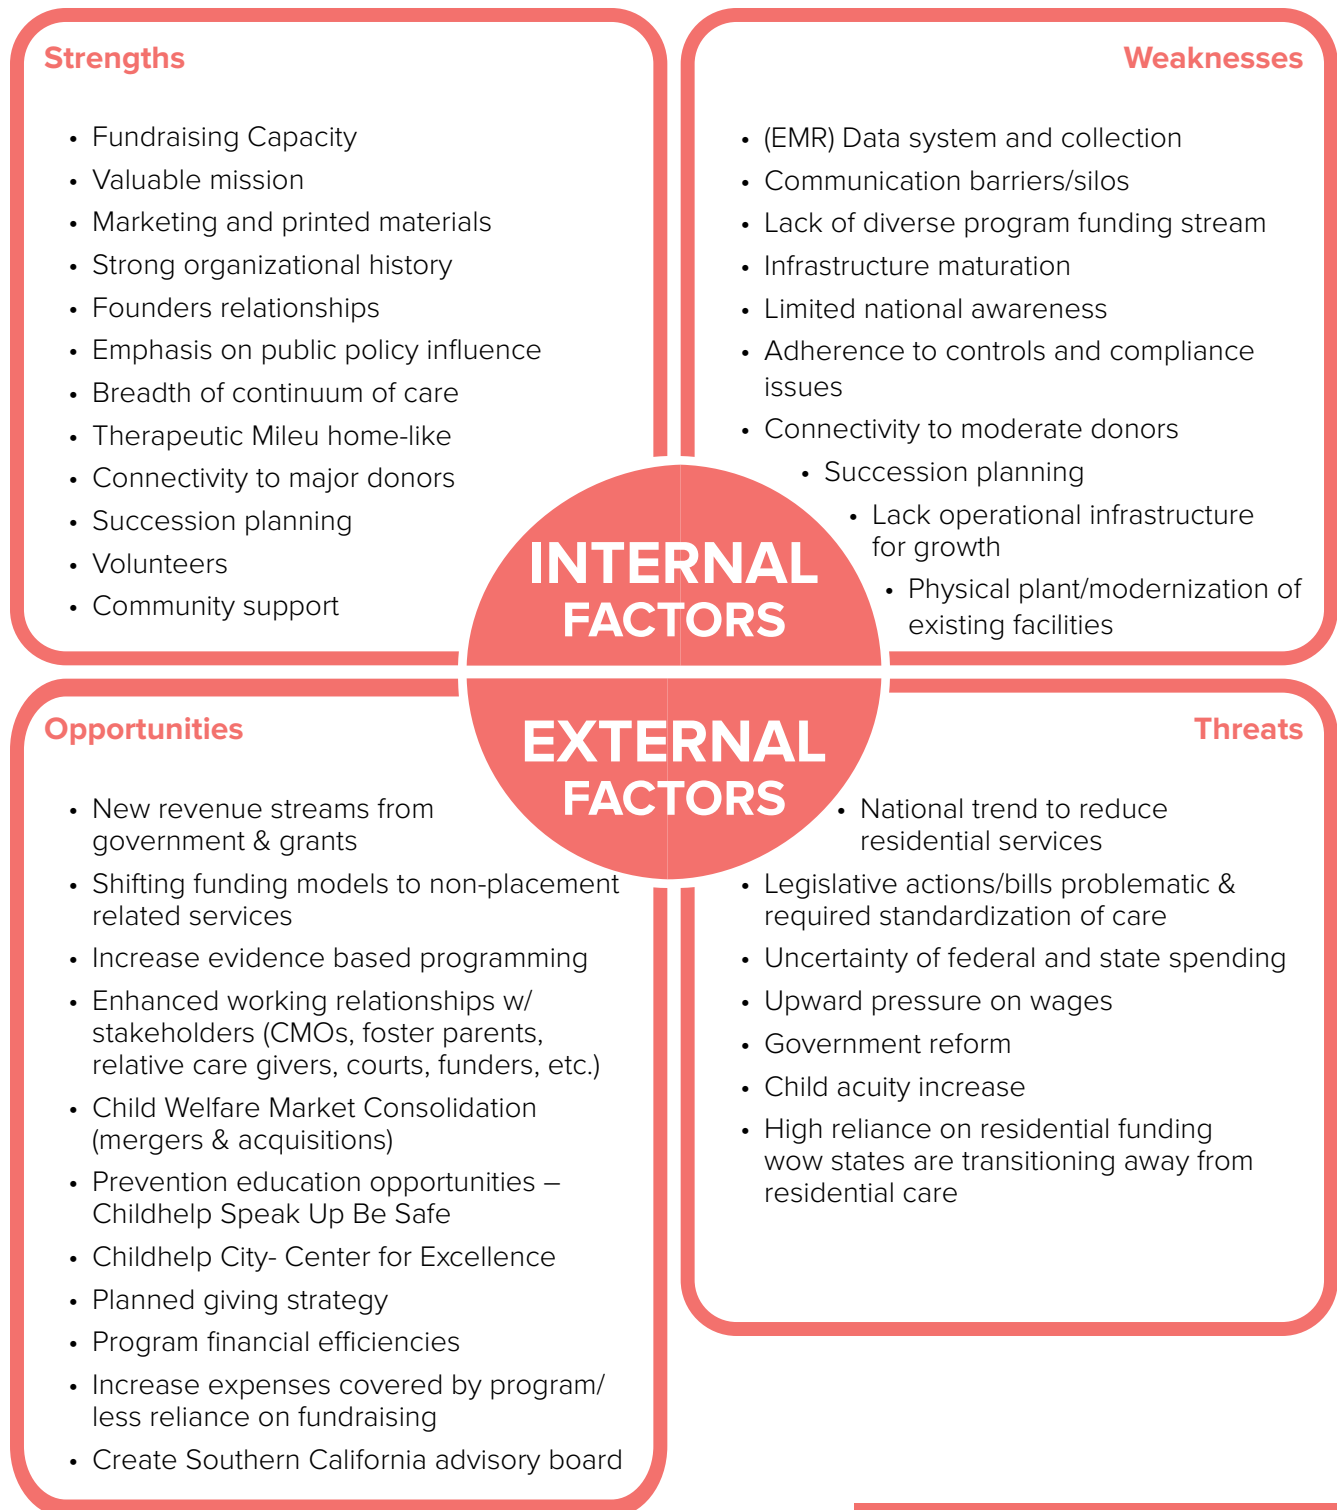 Strengths
• Fundraising Capacity
• Valuable mission
• Marketing and printed materials
• Strong organizational history
• Founders relationships
• Emphasis on public policy influence
• Breadth of continuum of care
• Therapeutic Mileu home-like
• Connectivity to major donors
• Succession planning
• Volunteers
• Community support
Weaknesses
• (EMR) Data system and collection
• Communication barriers/silos
• Lack of diverse program funding stream
• Infrastructure maturation
• Limited national awareness
• Adherence to controls and compliance
issues
• Connectivity to moderate donors
• Succession planning
• Lack operational infrastructure
for growth
• Physical plant/modernization of
existing facilities
INTERNAL
FACTORS
EXTERNAL
FACTORS
Opportunities
• New revenue streams from
government & grants
• Shifting funding models to non-placement
related services
• Increase evidence based programming
• Enhanced working relationships w/
stakeholders (CMOs, foster parents,
relative care givers, courts, funders, etc.)
• Child Welfare Market Consolidation
(mergers & acquisitions)
• Prevention education opportunities –
Childhelp Speak Up Be Safe
• Childhelp City- Center for Excellence
• Planned giving strategy
• Program financial efficiencies
• Increase expenses covered by program/
less reliance on fundraising
• Create Southern California advisory board
Threats
• National trend to reduce
residential services
• Legislative actions/bills problematic &
required standardization of care
• Uncertainty of federal and state spending
• Upward pressure on wages
• Government reform
• Child acuity increase
• High reliance on residential funding
wow states are transitioning away from
residential care